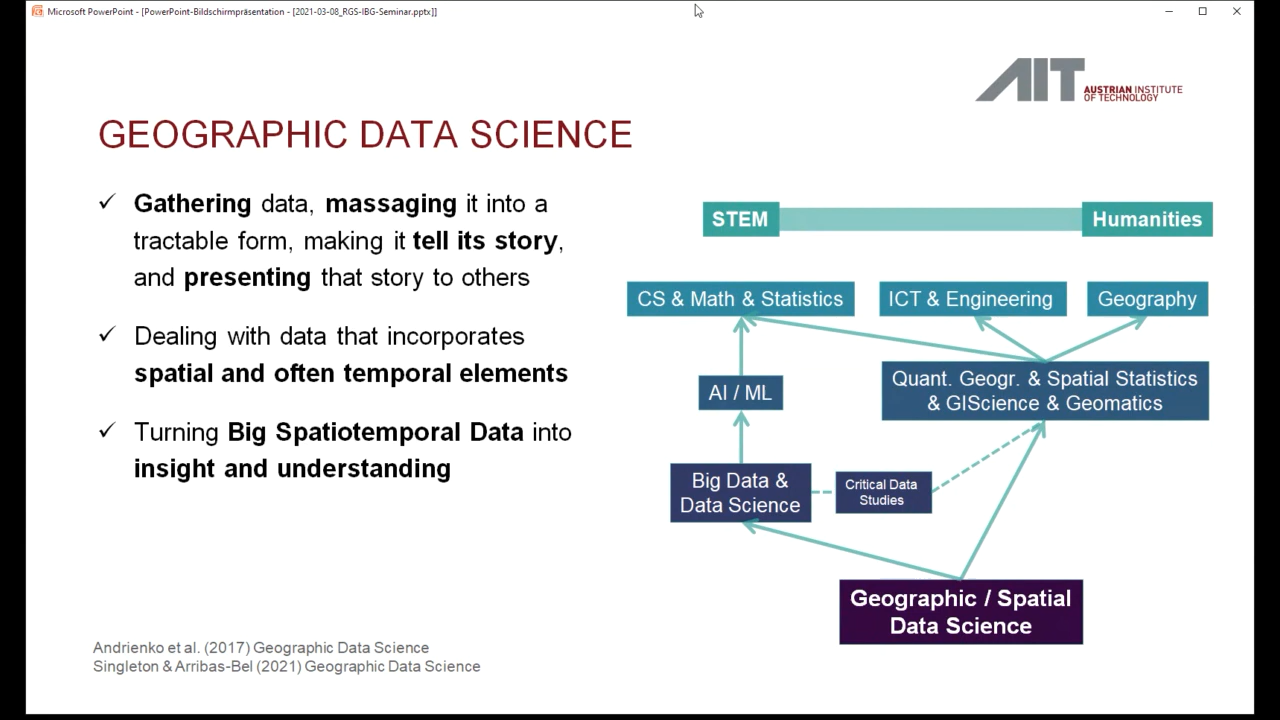 Microsoft PowerPoint - [PowerPoint-Bildschirmpräsentation - [2021-03-08_RGS-IBG-Seminar.pptx]]
AIT AUSTRIAN INSTITUTE
OF TECHNOLOGY
GEOGRAPHIC DATA SCIENCE
✓ Gathering data, massaging it into a
tractable form, making it tell its story,
and presenting that story to others
✓ Dealing with data that incorporates
spatial and often temporal elements
✓ Turning Big Spatiotemporal Data into
insight and understanding
STEM
Humanities
CS & Math & Statistics
ICT & Engineering
Geography
AI / ML
Quant. Geogr. & Spatial Statistics
& GIScience & Geomatics
Big Data &
Data Science
Critical Data
Studies
Geographic / Spatial
Data Science
Andrienko et al. (2017) Geographic Data Science
Singleton & Arribas-Bel (2021) Geographic Data Science